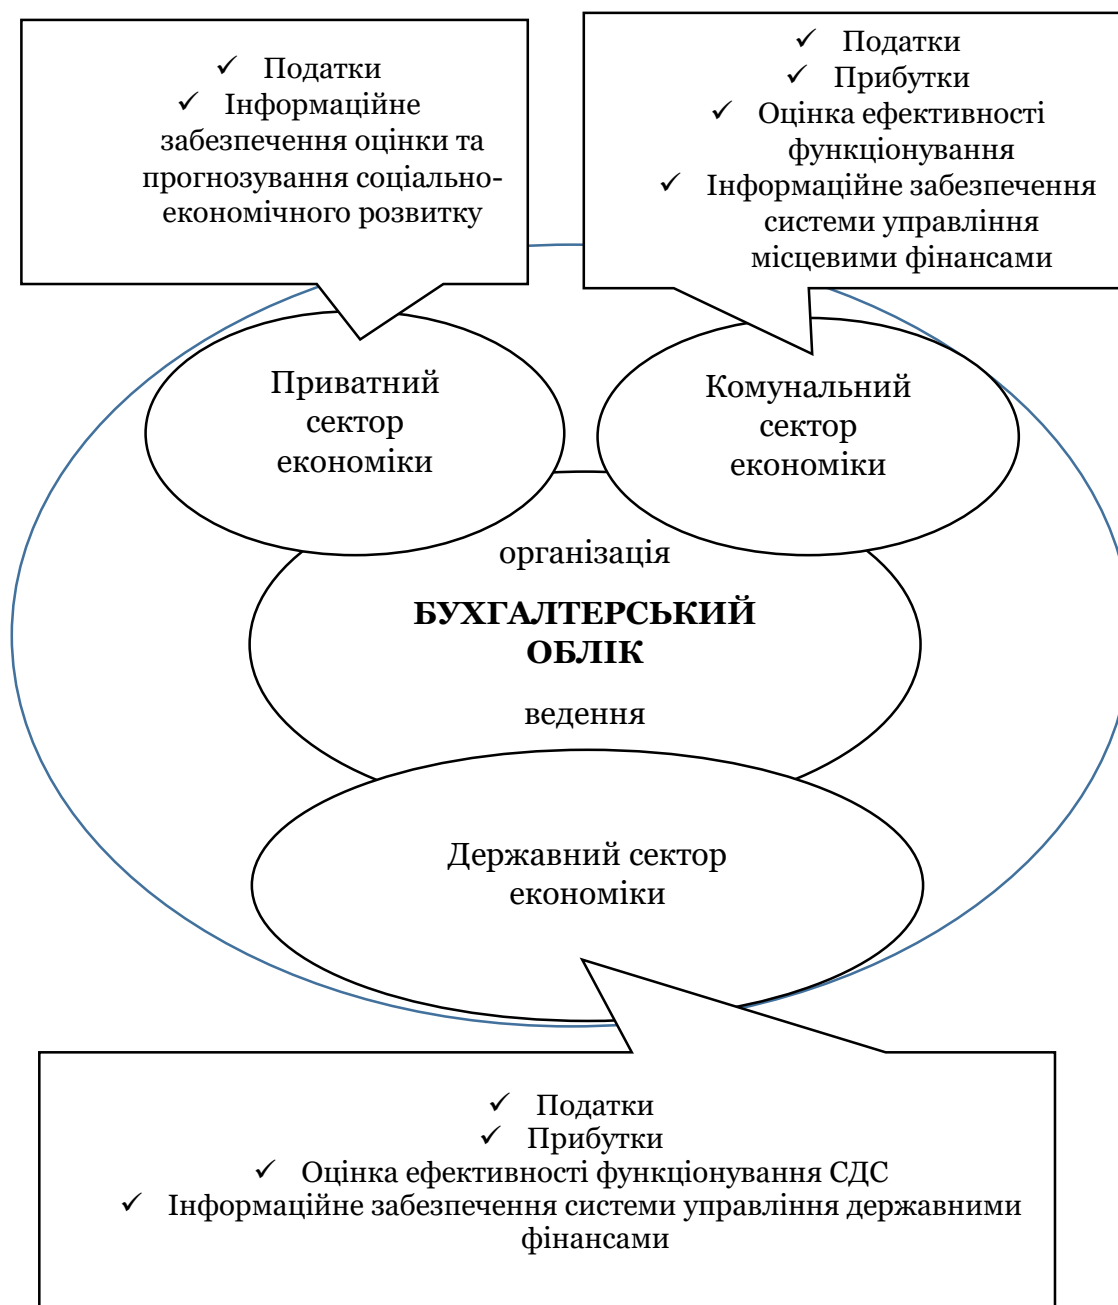 ✓ Податки
✓ Інформаційне
забезпечення оцінки та
прогнозування соціально-
економічного розвитку
✓ Податки
✓ Прибутки
✓ Оцінка ефективності
функціонування
✓ Інформаційне забезпечення
системи управління
місцевими фінансами
Приватний
сектор
економіки
Комунальний
сектор
економіки
організація
БУХГАЛТЕРСЬКИЙ
ОБЛІК
ведення
Державний сектор
економіки
✓ Податки
✓ Прибутки
✓ Оцінка ефективності функціонування СДС
✓ Інформаційне забезпечення системи управління державними
фінансами